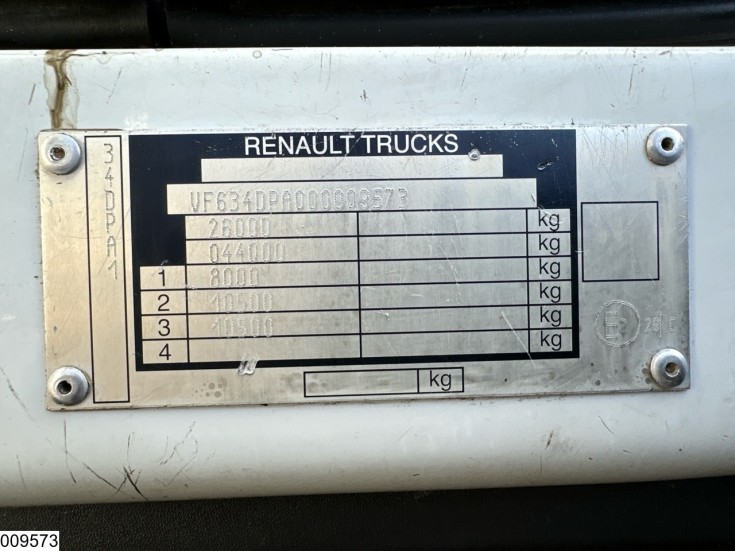 RENAULT TRUCKS
34DPA1
VF634DPA000009573
26000 kg
044000 kg
1 8000 kg
2 10500 kg
3 10500 kg
4 kg
kg
E2
009573